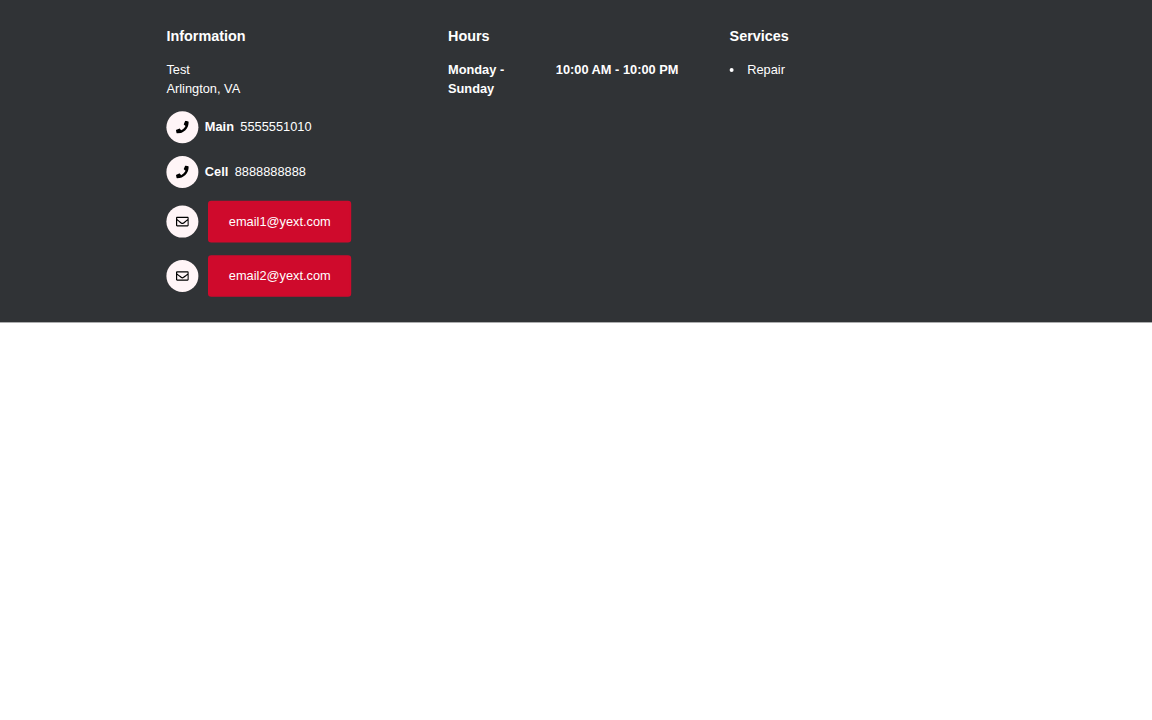 Information
Test
Arlington, VA
Main 5555551010
Cell 8888888888
email1@yext.com
email2@yext.com
Hours
Monday - 10:00 AM - 10:00 PM
Sunday
Services
• Repair